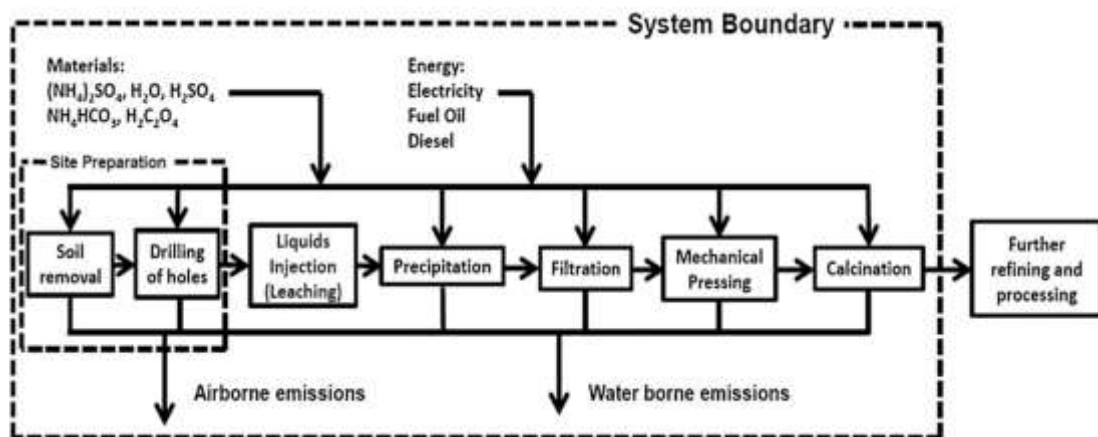 System Boundary
Materials:
(NH₄)₂SO₄, H₂O, H₂SO₄
NH₄HCO₃, H₂C₂O₄
Energy:
Electricity
Fuel Oil
Diesel
Site Preparation
Soil
removal
Drilling
of holes
Liquids
Injection
(Leaching)
Precipitation
Filtration
Mechanical
Pressing
Calcination
Further
refining and
processing
Airborne emissions
Water borne emissions